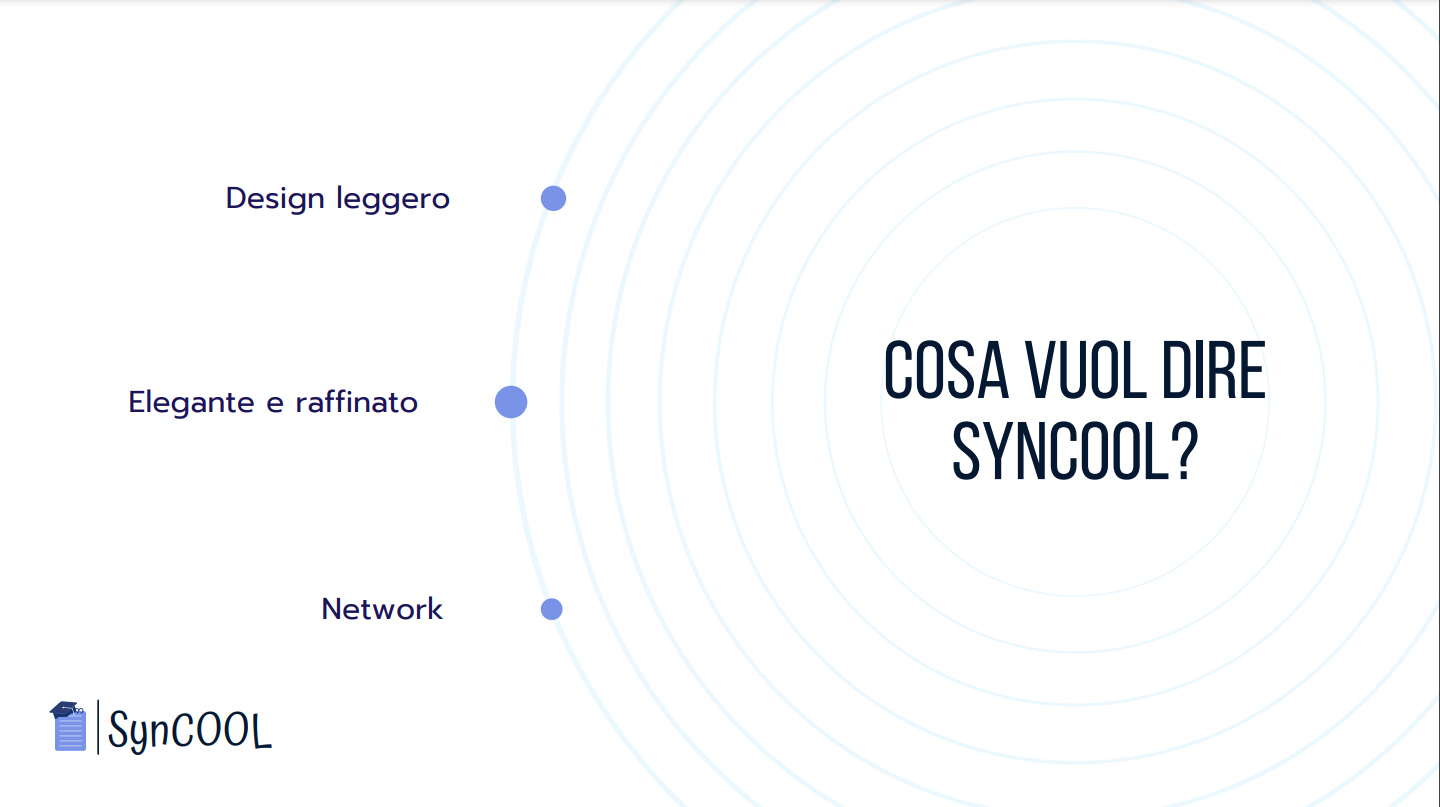 Design leggero
Elegante e raffinato
Network
COSA VUOL DIRE
SYNCOOL?
SynCOOL